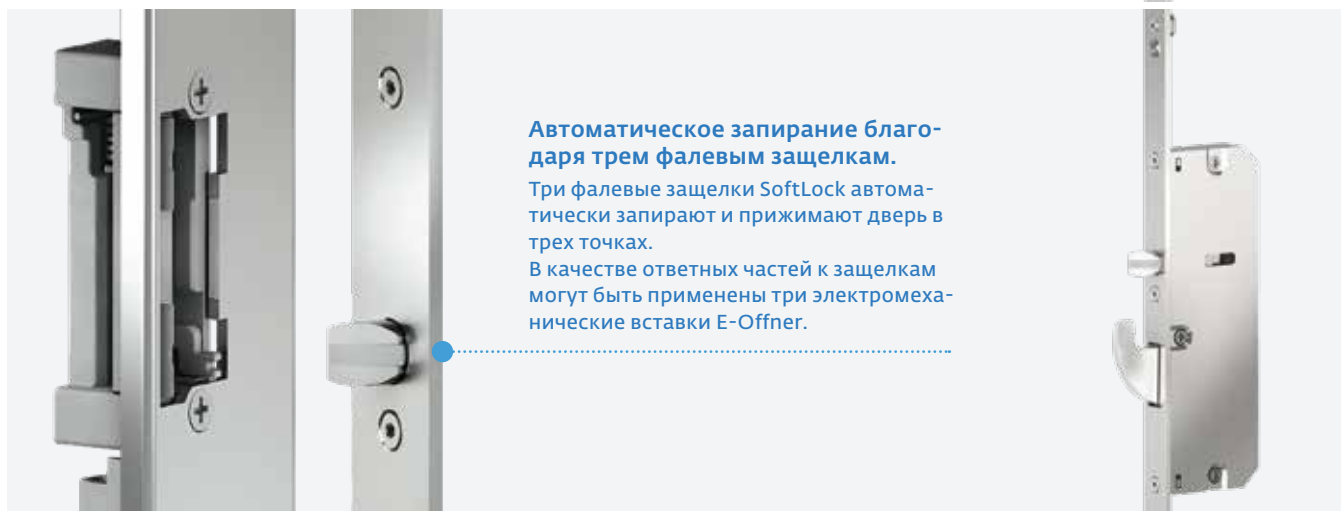 Автоматическое запирание благо-
даря трем фалевым защелкам.
Три фалевые защелки SoftLock автома-
тически запирают и прижимают дверь в
трех точках.
В качестве ответных частей к защелкам
могут быть применены три электромеха-
нические вставки E-Offner.